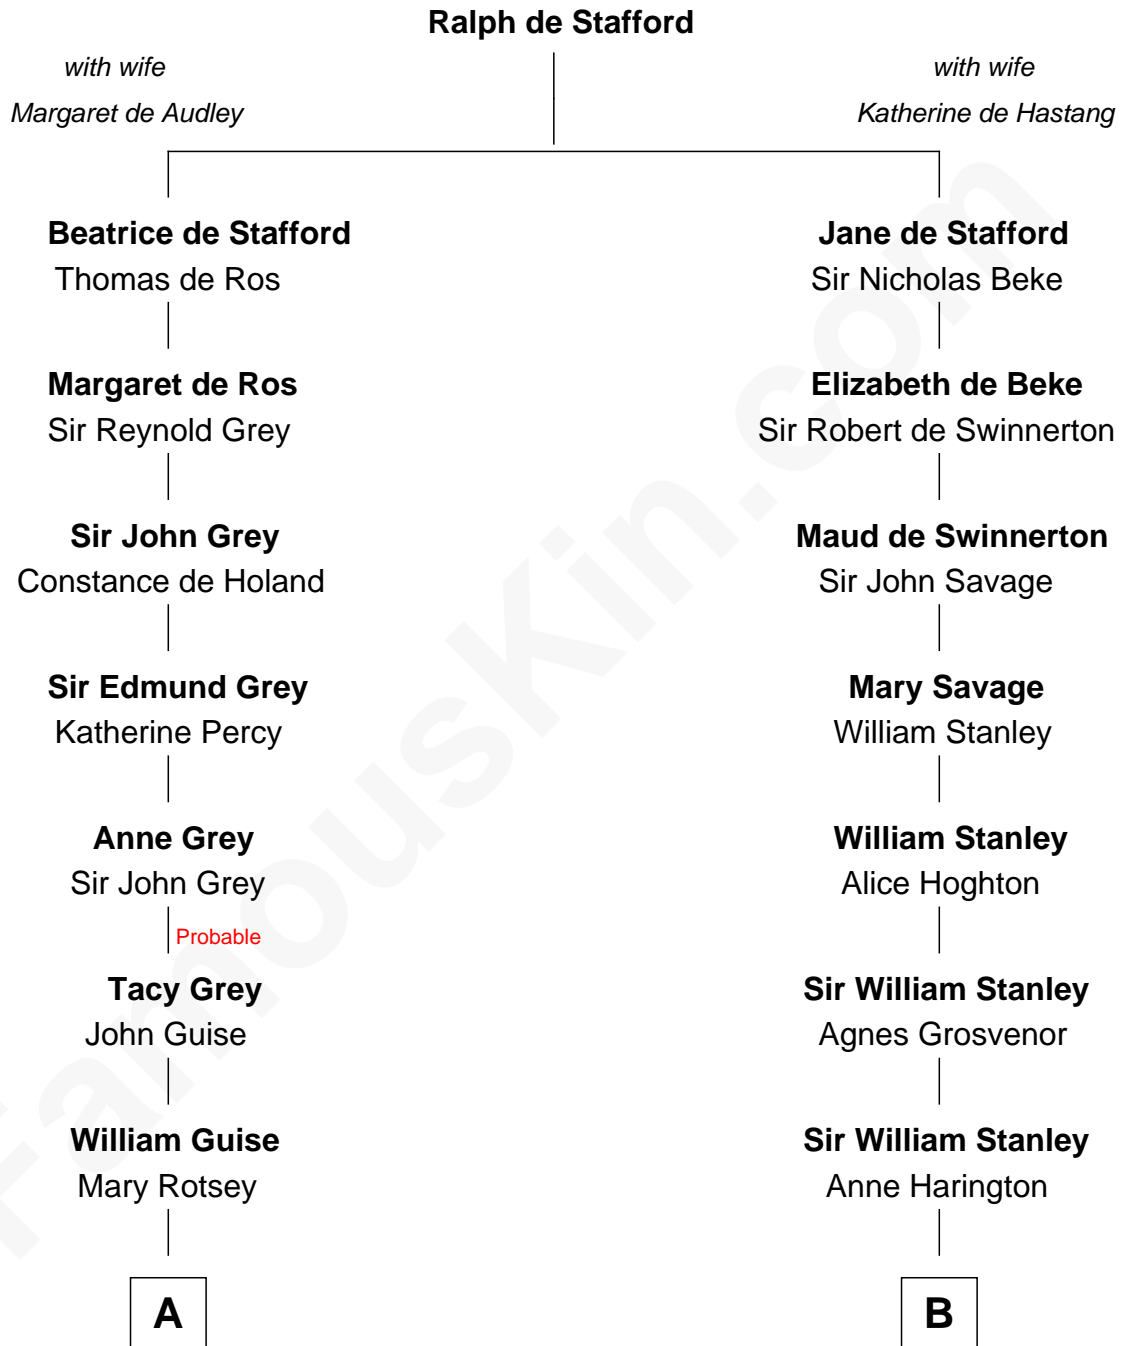 Ralph de Stafford
with wife
Margaret de Audley
with wife
Katherine de Hastang
Beatrice de Stafford
Thomas de Ros
Jane de Stafford
Sir Nicholas Beke
Margaret de Ros
Sir Reynold Grey
Elizabeth de Beke
Sir Robert de Swinnerton
Sir John Grey
Constance de Holand
Maud de Swinnerton
Sir John Savage
Sir Edmund Grey
Katherine Percy
Mary Savage
William Stanley
Anne Grey
Sir John Grey
William Stanley
Alice Hoghton
Probable
Tacy Grey
John Guise
Sir William Stanley
Agnes Grosvenor
William Guise
Mary Rotsey
Sir William Stanley
Anne Harington
A
B
FamousKin.com